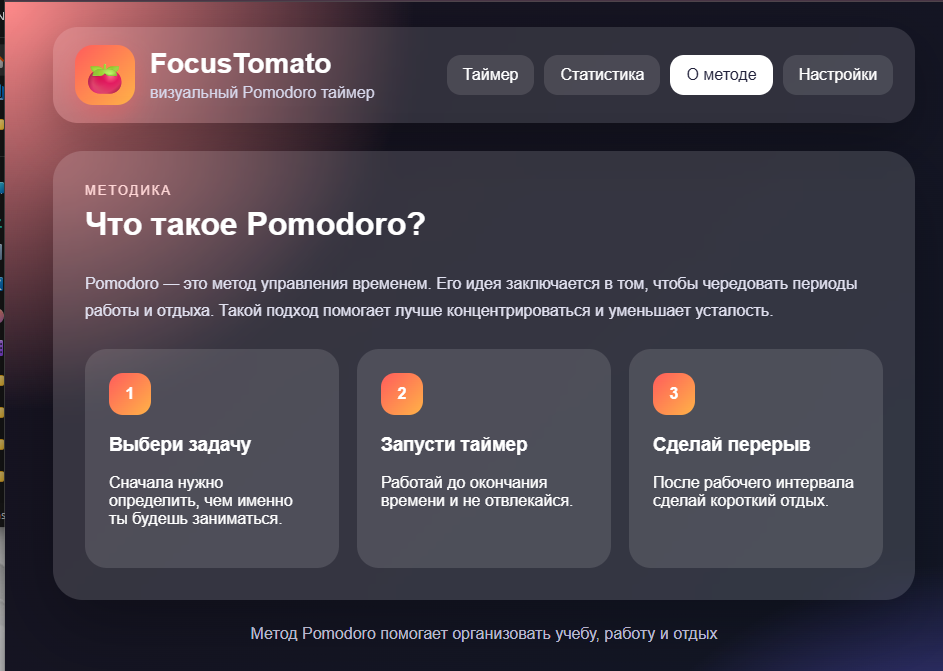 FocusTomato
визуальный Pomodoro таймер
Таймер
Статистика
О методе
Настройки
МЕТОДИКА
Что такое Pomodoro?
Pomodoro — это метод управления временем. Его идея заключается в том, чтобы чередовать периоды
работы и отдыха. Такой подход помогает лучше концентрироваться и уменьшает усталость.
1
Выбери задачу
Сначала нужно
определить, чем именно
ты будешь заниматься.
2
Запусти таймер
Работай до окончания
времени и не отвлекайся.
3
Сделай перерыв
После рабочего интервала
сделай короткий отдых.
Метод Pomodoro помогает организовать учебу, работу и отдых